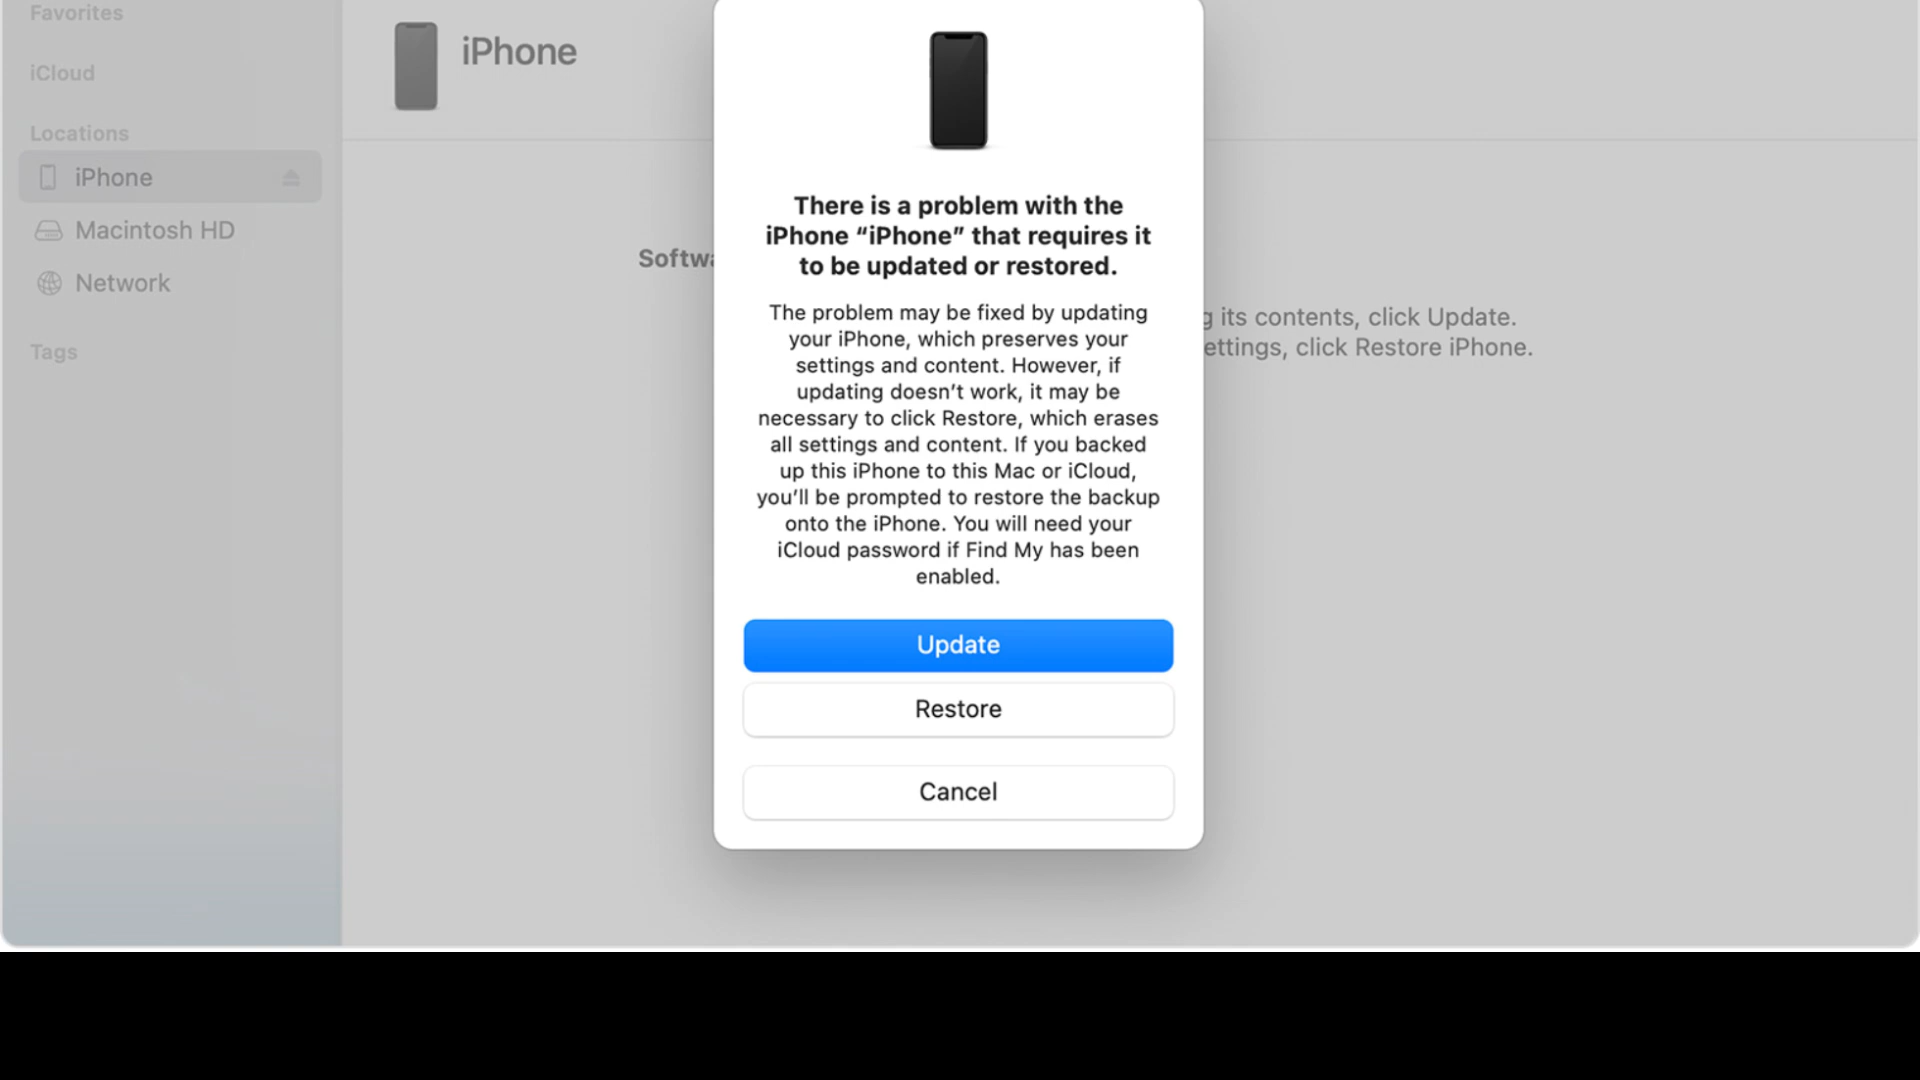 Favorites
iCloud
Locations
iPhone
Macintosh HD
Network
Tags
iPhone
Softwa
g its contents, click Update.
ettings, click Restore iPhone.
There is a problem with the
iPhone “iPhone” that requires it
to be updated or restored.
The problem may be fixed by updating
your iPhone, which preserves your
settings and content. However, if
updating doesn’t work, it may be
necessary to click Restore, which erases
all settings and content. If you backed
up this iPhone to this Mac or iCloud,
you’ll be prompted to restore the backup
onto the iPhone. You will need your
iCloud password if Find My has been
enabled.
Update
Restore
Cancel